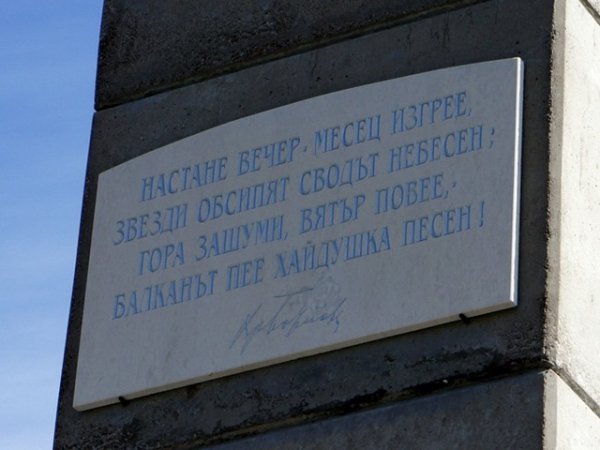 НАСТАНЕ ВЕЧЕР - МЕСЕЦ ИЗГРЕЕ,
ЗВЕЗДИ ОБСИПЯТ СВОДЪТ НЕБЕСЕН;
ГОРА ЗАШУМИ, ВЯТЪР ПОВЕЕ,-
БАЛКАНЪТ ПЕЕ ХАЙДУШКА ПЕСЕН!